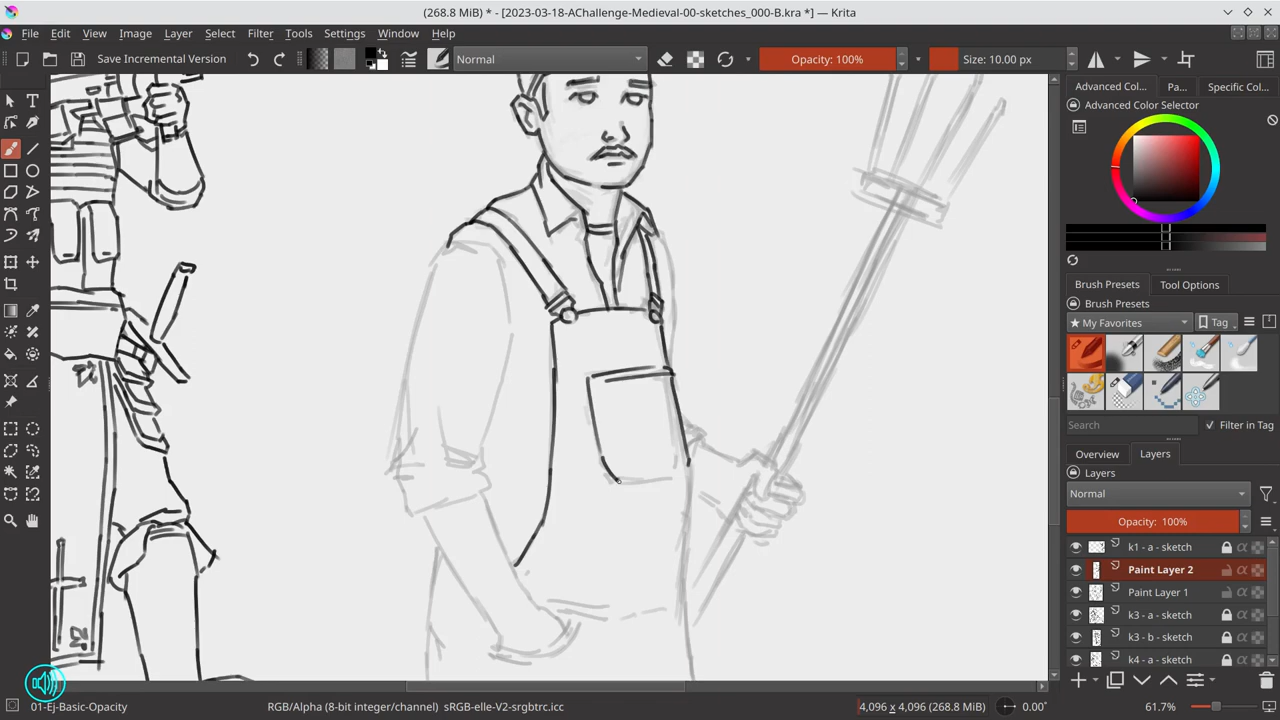 (268.8 MiB) * - [2023-03-18-AChallenge-Medieval-00-sketches_000-B.kra *] — Krita
File Edit View Image Layer Select Filter Tools Settings Window Help
Save Incremental Version Normal Opacity: 100% Size: 10.00 px
Advanced Col... Pa... Specific Col...
Advanced Color Selector
Brush Presets Tool Options
Brush Presets
★ My Favorites Tag
Search Filter in Tag
Overview Layers
Layers
Normal
Opacity: 100%
k1 - a - sketch
Paint Layer 2
Paint Layer 1
k3 - a - sketch
k3 - b - sketch
k4 - a - sketch
01-Ej-Basic-Opacity RGB/Alpha (8-bit integer/channel) sRGB-elle-V2-srgbtrc.icc 4,096 x 4,096 (268.8 MiB) 0.00° 61.7%